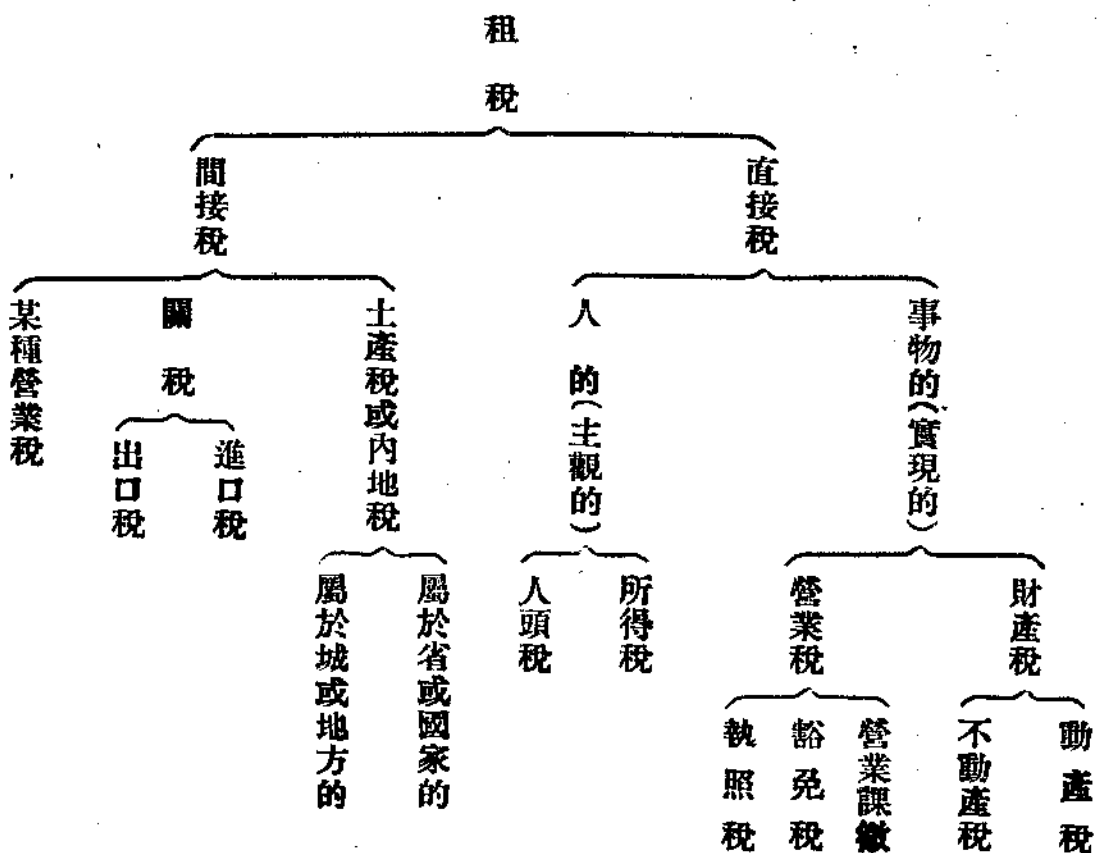 租稅
直接稅
事物的(實現的)
財產稅
動產稅
不動產稅
營業稅
營業課繳
豁免稅
執照稅
人的(主觀的)
所得稅
人頭稅
間接稅
土產稅或內地稅
屬於省或國家的
屬於城或地方的
關稅
進口稅
出口稅
某種營業稅